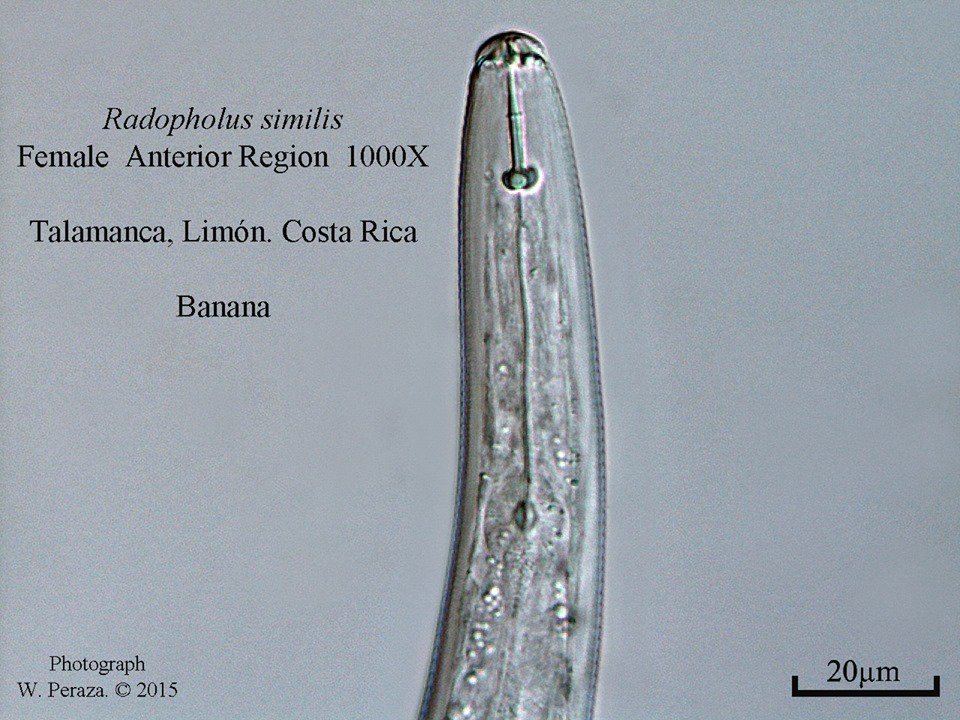 Radopholus similis
Female Anterior Region 1000X
Talamanca, Limón. Costa Rica
Banana
Photograph
W. Peraza. © 2015
20µm